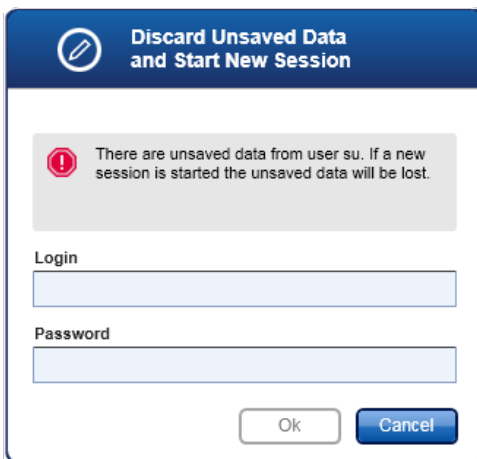 Discard Unsaved Data
and Start New Session
There are unsaved data from user su. If a new
session is started the unsaved data will be lost.
Login
Password
Ok
Cancel